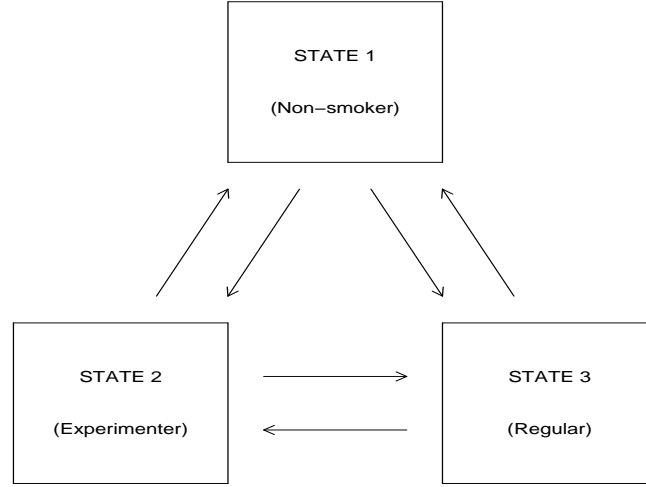 STATE 1
(Non−smoker)
STATE 2
(Experimenter)
STATE 3
(Regular)